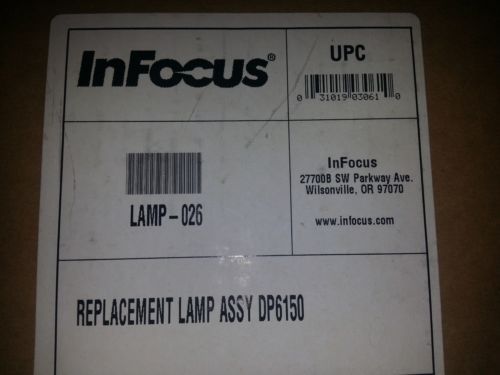 InFocus®
UPC
0 31019 03061 0
LAMP-026
InFocus
27700B SW Parkway Ave.
Wilsonville, OR 97070
www.infocus.com
REPLACEMENT LAMP ASSY DP6150